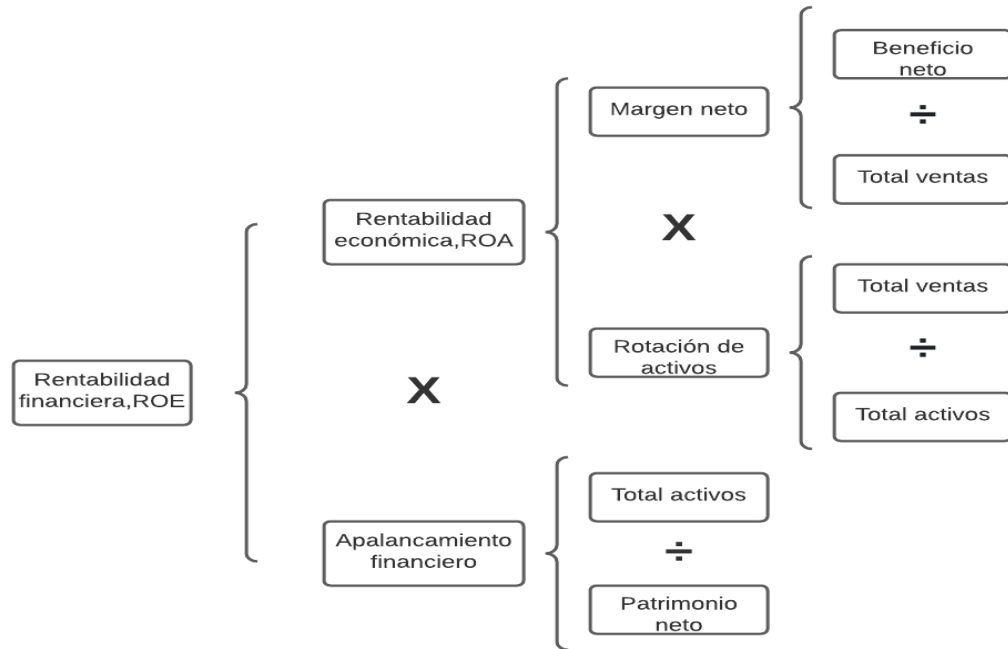 Rentabilidad
financiera,ROE
Rentabilidad
económica,ROA
X
Apalancamiento
financiero
Margen neto
X
Rotación de
activos
Total activos
÷
Patrimonio
neto
Beneficio
neto
÷
Total ventas
Total ventas
÷
Total activos